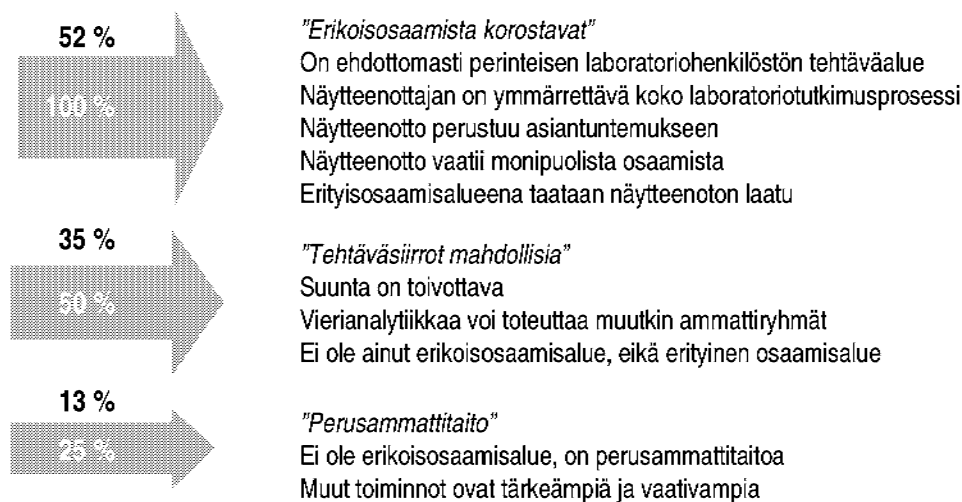 52 %
100 %
"Erikoisosaamista korostavat"
On ehdottomasti perinteisen laboratoriohenkilöstön tehtäväalue
Näytteenottajan on ymmärrettävä koko laboratoriotutkimusprosessi
Näytteenotto perustuu asiantuntemukseen
Näytteenotto vaatii monipuolista osaamista
Erityisosaamisalueena taataan näytteenoton laatu
35 %
50 %
"Tehtäväsiirrot mahdollisia"
Suunta on toivottava
Vierianalytiikkaa voi toteuttaa muutkin ammattiryhmät
Ei ole ainut erikoisosaamisalue, eikä erityinen osaamisalue
13 %
25 %
"Perusammattitaito"
Ei ole erikoisosaamisalue, on perusammattitaitoa
Muut toiminnot ovat tärkeämpiä ja vaativampia